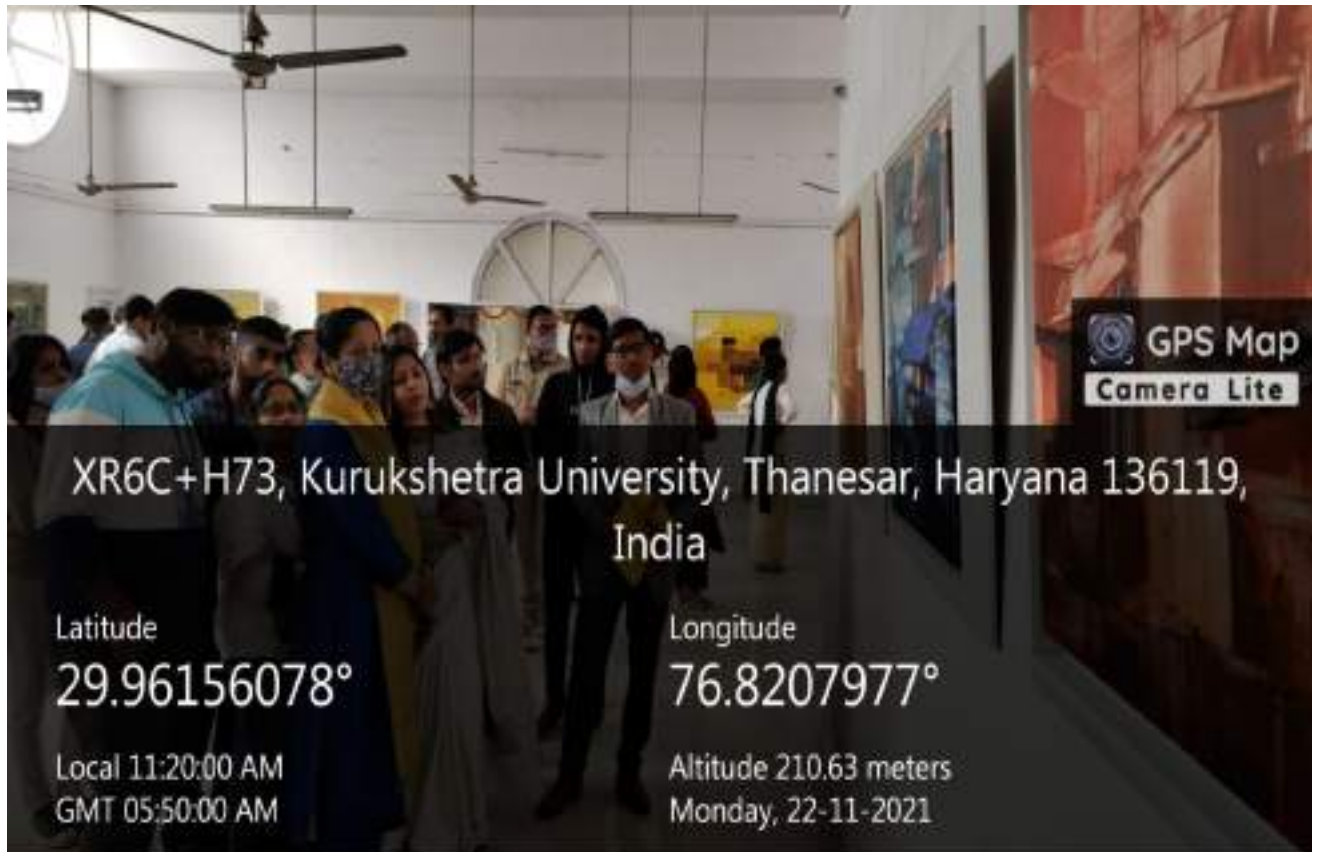 GPS Map
Camera Lite
XR6C+H73, Kurukshetra University, Thanesar, Haryana 136119,
India
Latitude
29.96156078°
Longitude
76.8207977°
Local 11:20:00 AM
GMT 05:50:00 AM
Altitude 210.63 meters
Monday, 22-11-2021